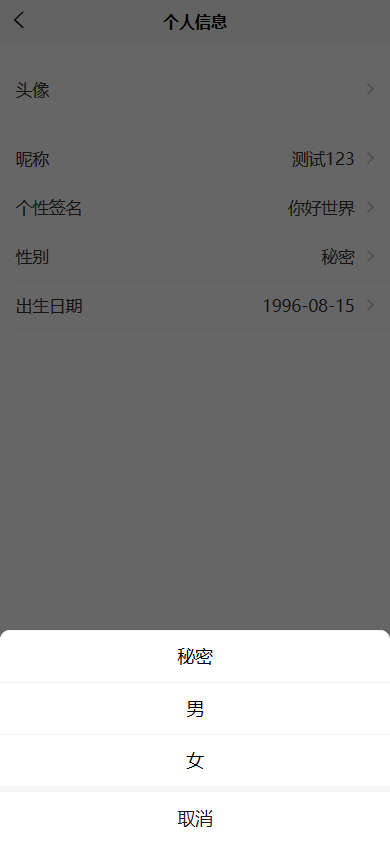 个人信息
头像
昵称 测试123
个性签名 你好世界
性别 秘密
出生日期 1996-08-15
秘密
男
女
取消